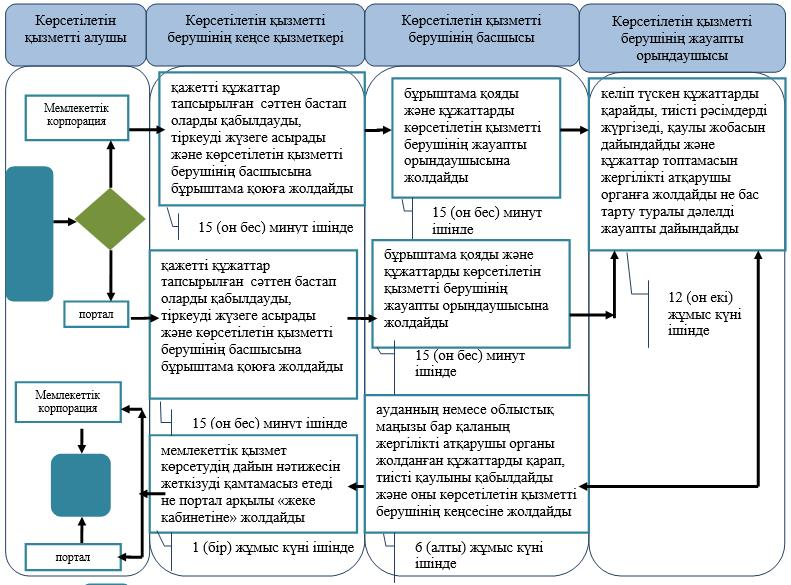 Көрсетілетін
қызметті алушы
Көрсетілетін қызметті
берушінің кеңсе қызметкері
Көрсетілетін қызметті
берушінің басшысы
Көрсетілетін қызметті
берушінің жауапты
орындаушысы
Мемлекеттік
корпорация
портал
қажетті құжаттар
тапсырылған сәттен бастап
оларды қабылдауды,
тіркеуді жүзеге асырады
және көрсетілетін қызметті
берушінің басшысына
бұрыштама қоюға жолдайды
15 (он бес) минут ішінде
бұрыштама қояды
және құжаттарды
көрсетілетін қызметті
берушінің жауапты
орындаушысына
жолдайды
15 (он бес) минут
ішінде
келіп түскен құжаттарды
қарайды, тиісті рәсімдерді
жүргізеді, қаулы жобасын
дайындайды және
құжаттар топтамасын
жергілікті атқарушы
органға жолдайды не бас
тарту туралы дәлелді
жауапты дайындайды
12 (он екі)
жұмыс күні
ішінде
қажетті құжаттар
тапсырылған сәттен бастап
оларды қабылдауды,
тіркеуді жүзеге асырады
және көрсетілетін қызметті
берушінің басшысына
бұрыштама қоюға жолдайды
15 (он бес) минут ішінде
бұрыштама қояды және
құжаттарды көрсетілетін
қызметті берушінің
жауапты орындаушысына
жолдайды
15 (он бес) минут
ішінде
ауданның немесе облыстық
маңызы бар қаланың
жергілікті атқарушы органы
жолданған құжаттарды қарап,
тиісті қаулыны қабылдайды
және оны көрсетілетін қызметті
берушінің кеңсесіне жолдайды
6 (алты) жұмыс күні
ішінде
мемлекеттік қызмет
көрсетудің дайын нәтижесін
жеткізуді қамтамасыз етеді
не портал арқылы «жеке
кабинетіне» жолдайды
1 (бір) жұмыс күні ішінде
Мемлекеттік
корпорация
портал